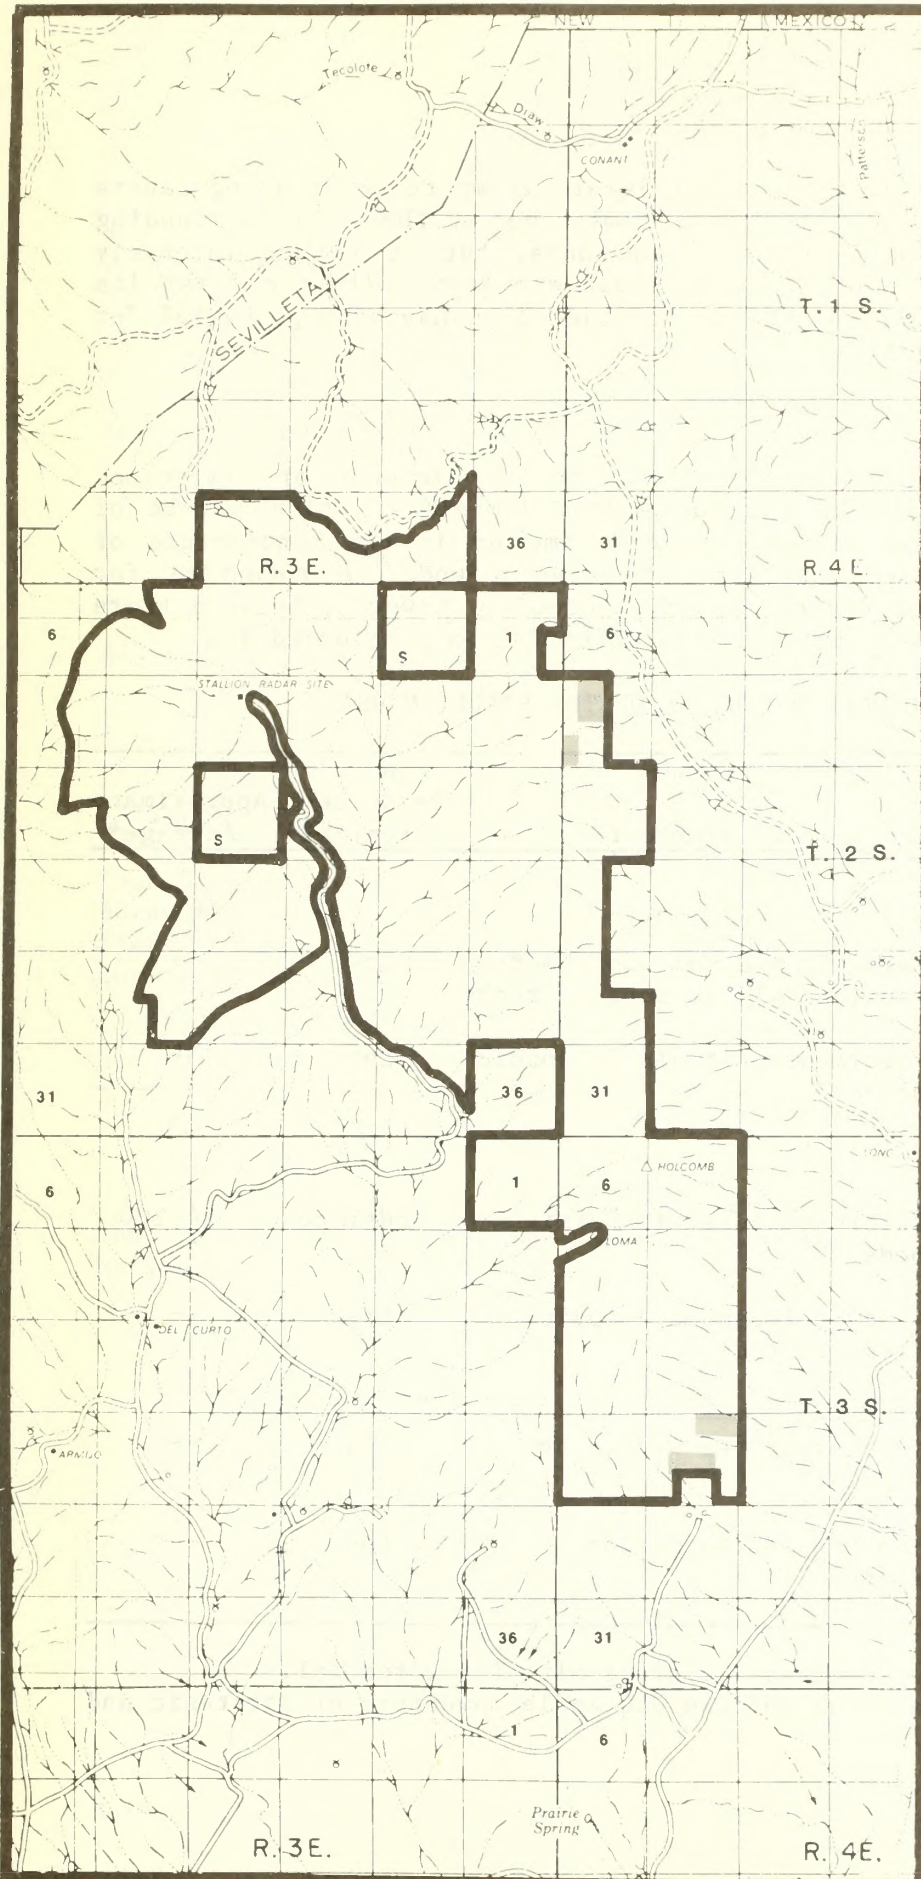 NEW MEXICO
Tecolote
Draw
CONANT
Patterson
SEVILLETA
T. 1 S.
36 31
R. 3 E. R. 4 E
6 1 6
S
STALLION RADAR SITE
S
T. 2 S.
31 36 31
HOLCOMB
6 1 6
LOMA
DEL CURTO
T. 3 S.
ARMIJO
36 31
1 6
Prairie
Spring
R. 3E. R. 4E.